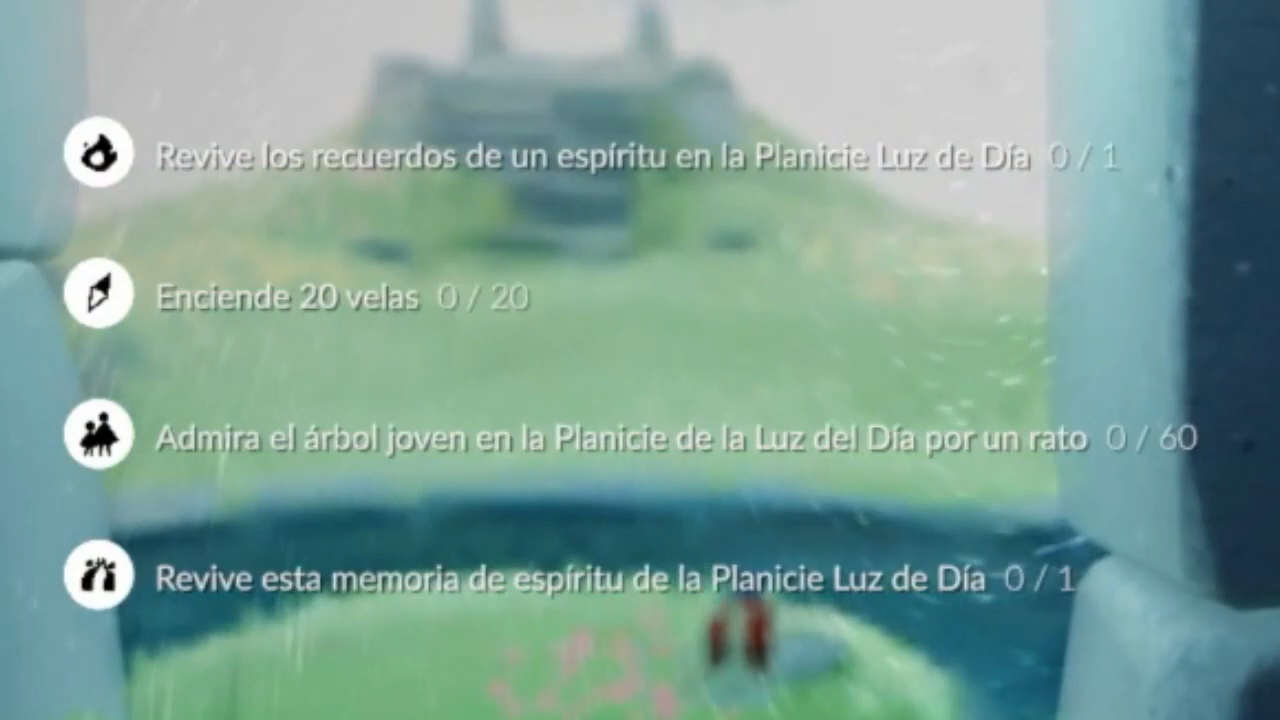 Revive los recuerdos de un espíritu en la Planicie Luz de Día 0 / 1
Enciende 20 velas 0 / 20
Admira el árbol joven en la Planicie de la Luz del Día por un rato 0 / 60
Revive esta memoria de espíritu de la Planicie Luz de Día 0 / 1